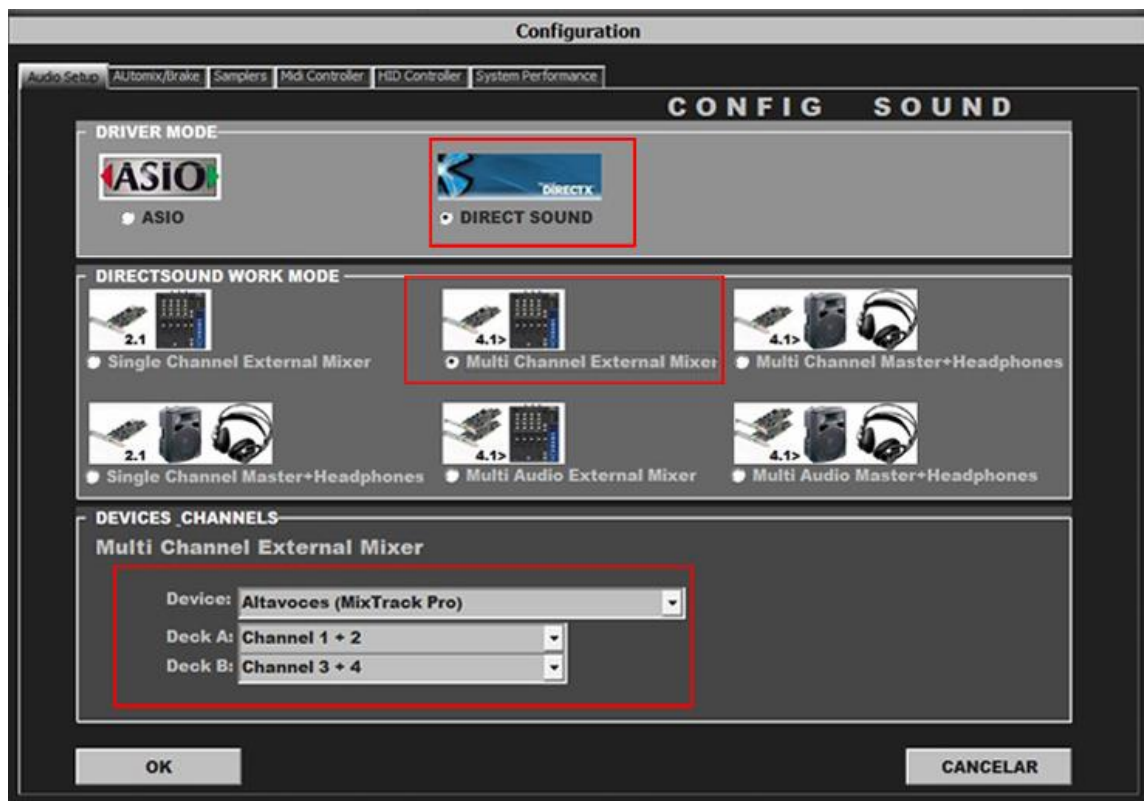 Configuration
Audio Setup AUtomix/Brake Samplers Midi Controller HID Controller System Performance
CONFIG SOUND
DRIVER MODE
ASIO DIRECTX
ASIO DIRECT SOUND
DIRECTSOUND WORK MODE
2.1 4.1> 4.1>
Single Channel External Mixer Multi Channel External Mixer Multi Channel Master+Headphones
2.1 4.1> 4.1>
Single Channel Master+Headphones Multi Audio External Mixer Multi Audio Master+Headphones
DEVICES_CHANNELS
Multi Channel External Mixer
Device: Altavoces (MixTrack Pro)
Deck A: Channel 1 + 2
Deck B: Channel 3 + 4
OK CANCELAR